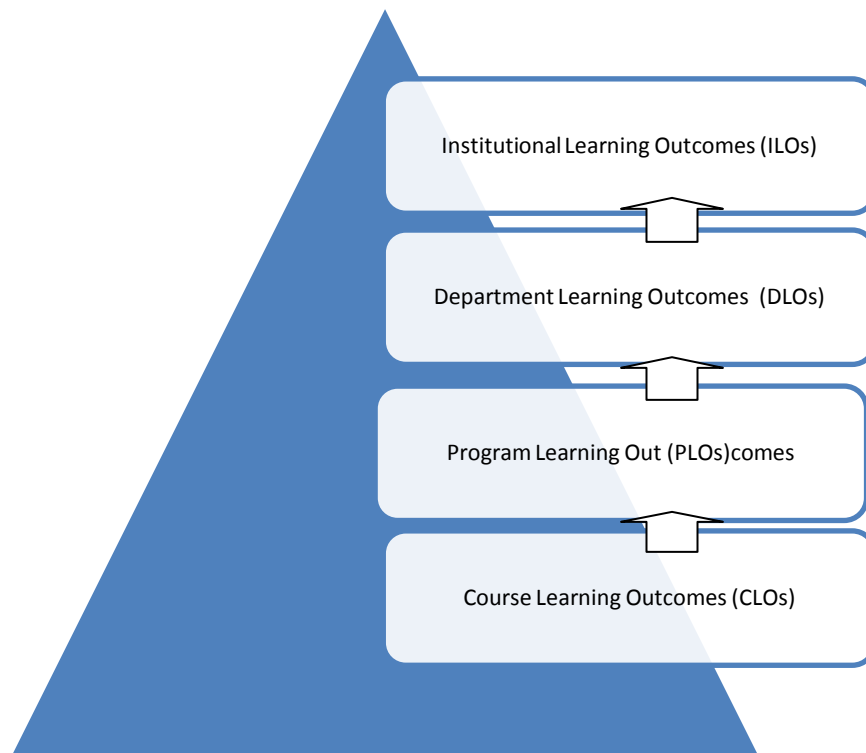 Institutional Learning Outcomes (ILOs)
Department Learning Outcomes  (DLOs)
Program Learning Out (PLOs)comes
Course Learning Outcomes (CLOs)